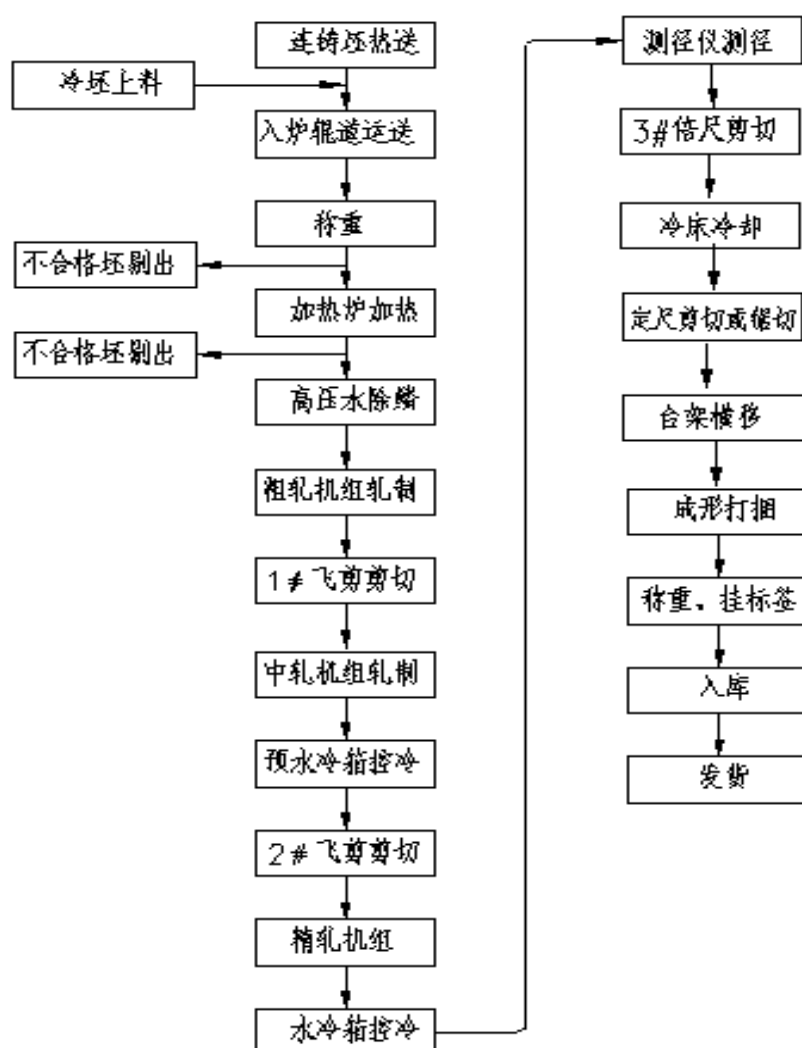 连铸坯热送
冷坯上料
入炉辊道运送
称重
不合格坯剔出
加热炉加热
不合格坯剔出
高压水除鳞
粗轧机组轧制
1#飞剪剪切
中轧机组轧制
预水冷箱控冷
2#飞剪剪切
精轧机组
水冷箱控冷
测径仪测径
3#倍尺剪切
冷床冷却
定尺剪切或锯切
台架横移
成形打捆
称重、挂标签
入库
发货